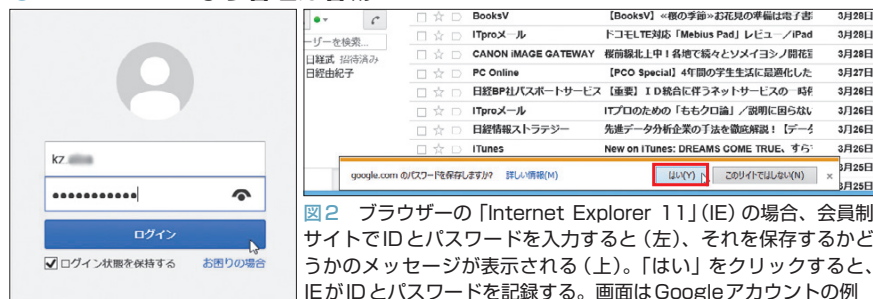 kz
ログイン
ログイン状態を保持する お困りの場合
ーザーを検索...
日経式 招待済み
日経由紀子
BooksV 【BooksV】≪櫻の季節≫お花見の準備は電子書 3月28日
ITproメール ドコモLTE対応「Mebius Pad」レビュー／iPad 3月28日
CANON iMAGE GATEWAY 桜前線北上中！各地で続々とソメイヨシノ開花 3月28日
PC Online 【PCO Special】4年間の学生生活に最適化した 3月27日
日経BP社パスポートサービス 【重要】ＩＤ統合に伴うネットサービスの一時 3月26日
ITproメール ITプロのための「ももクロ論」／説明に困らない 3月26日
日経情報ストラテジー 先進データ分析企業の手法を徹底解説！【デー 3月26日
iTunes New on iTunes: DREAMS COME TRUE、すら 3月26日
3月25日
google.com のパスワードを保存しますか? 詳しい情報(M) はい(Y) このサイトではしない(N) ×
3月25日
図２ ブラウザーの「Internet Explorer 11」(IE) の場合、会員制
サイトでIDとパスワードを入力すると（左）、それを保存するかど
うかのメッセージが表示される（上）。「はい」をクリックすると、
IEがIDとパスワードを記録する。画面はGoogleアカウントの例